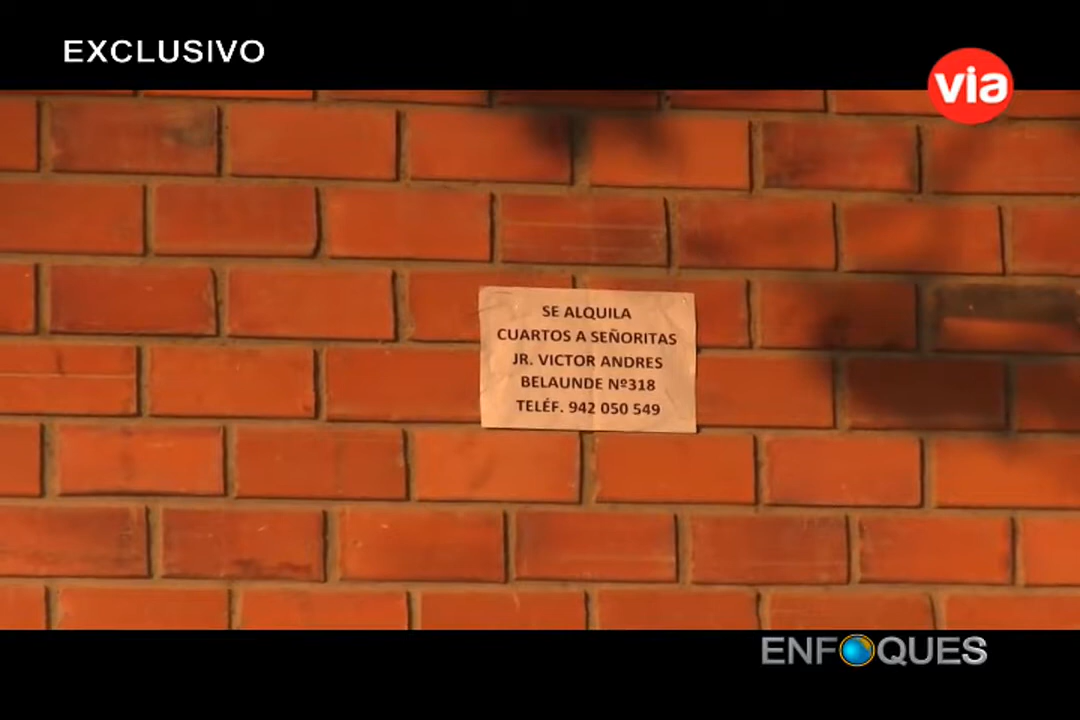 EXCLUSIVO
via
SE ALQUILA
CUARTOS A SEÑORITAS
JR. VICTOR ANDRES
BELAUNDE Nº318
TELÉF. 942 050 549
ENFOQUES